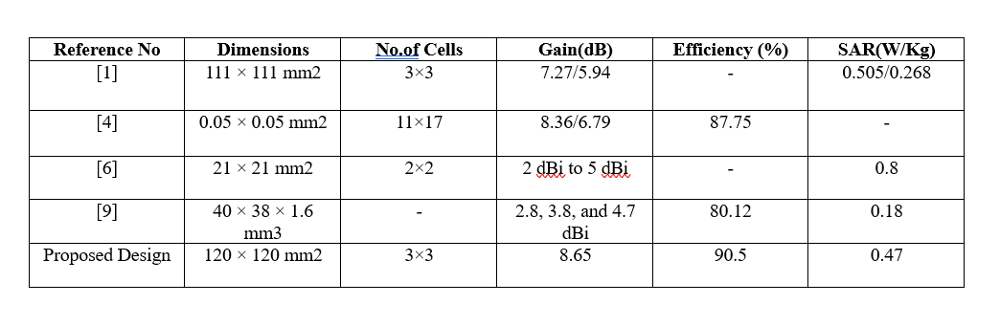 Reference No Dimensions No.of Cells Gain(dB) Efficiency (%) SAR(W/Kg)
[1] 111 × 111 mm2 3×3 7.27/5.94 - 0.505/0.268
[4] 0.05 × 0.05 mm2 11×17 8.36/6.79 87.75 -
[6] 21 × 21 mm2 2×2 2 dBi to 5 dBi - 0.8
[9] 40 × 38 × 1.6 - 2.8, 3.8, and 4.7 80.12 0.18
mm3 dBi
Proposed Design 120 × 120 mm2 3×3 8.65 90.5 0.47